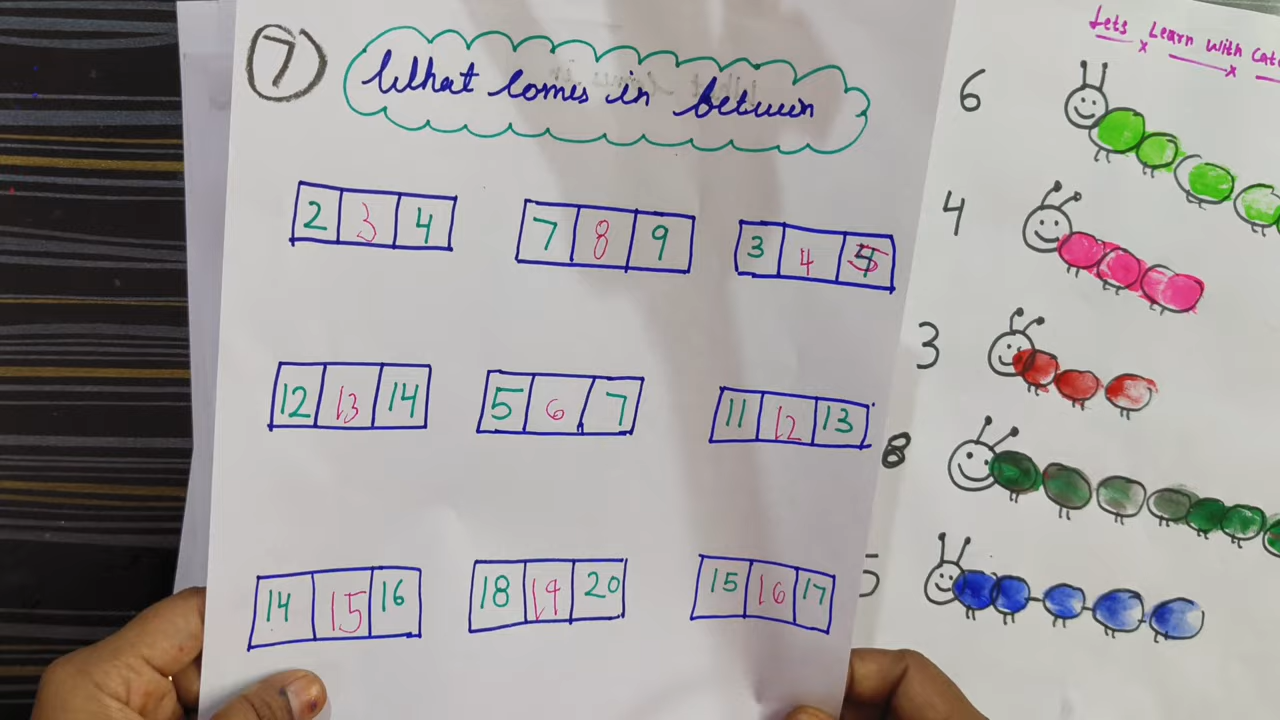 7
What comes in between
2 3 4
7 8 9
3 4 5
12 13 14
5 6 7
11 12 13
14 15 16
18 19 20
15 16 17
Lets Learn With
6
4
3
8
5